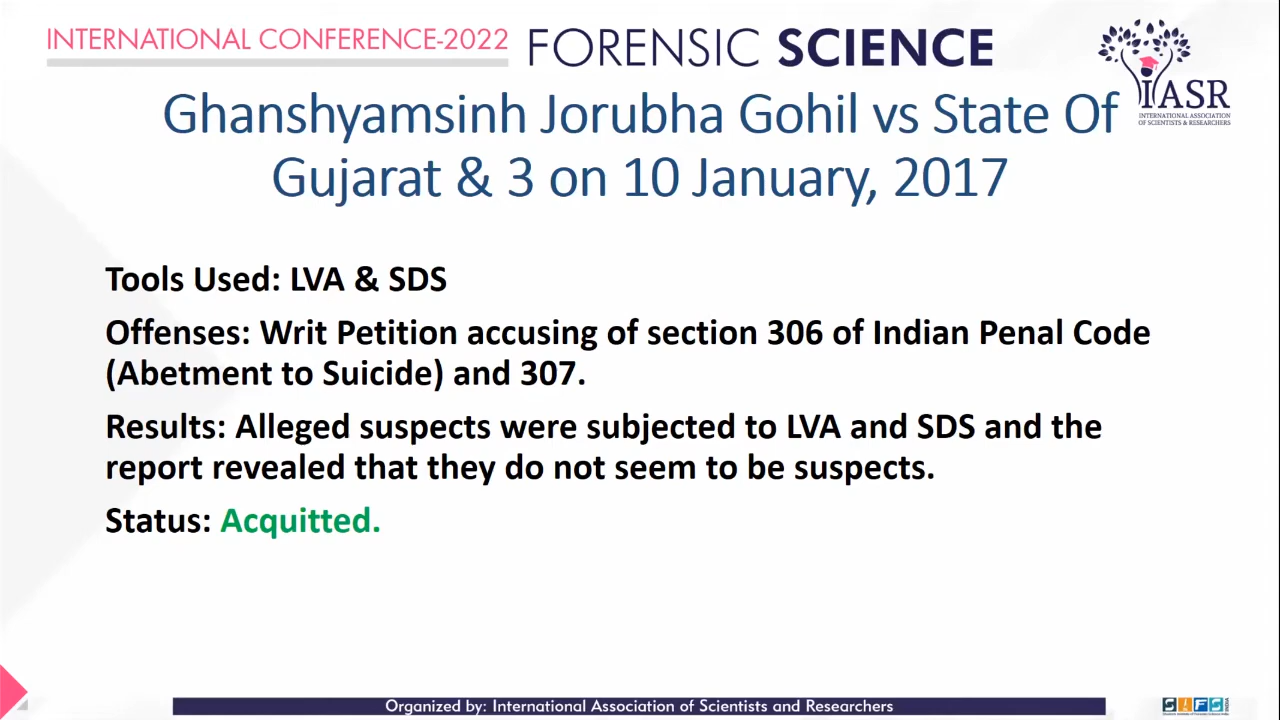 INTERNATIONAL CONFERENCE-2022 FORENSIC SCIENCE
IASR
INTERNATIONAL ASSOCIATION
OF SCIENTISTS & RESEARCHERS
Ghanshyamsinh Jorubha Gohil vs State Of
Gujarat & 3 on 10 January, 2017
Tools Used: LVA & SDS
Offenses: Writ Petition accusing of section 306 of Indian Penal Code
(Abetment to Suicide) and 307.
Results: Alleged suspects were subjected to LVA and SDS and the
report revealed that they do not seem to be suspects.
Status: Acquitted.
Organized by: International Association of Scientists and Researchers
SIFS
INDIA